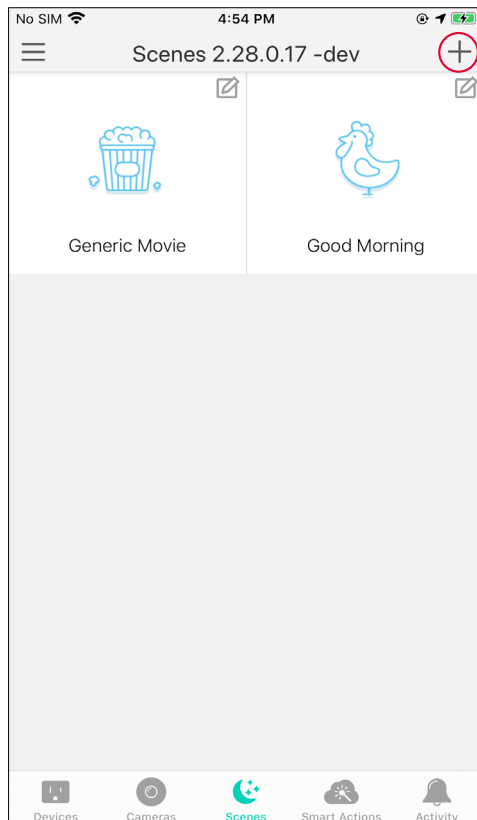 No SIM 4:54 PM
Scenes 2.28.0.17 -dev
Generic Movie Good Morning
Devices Cameras Scenes Smart Actions Activity